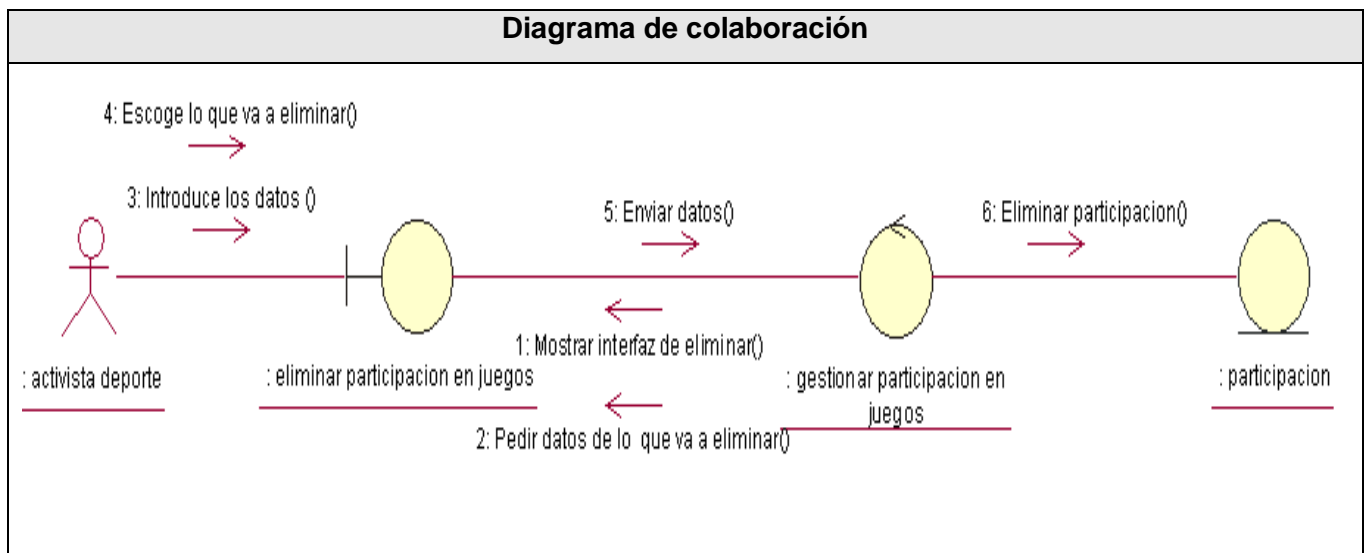 Diagrama de colaboración
4: Escoge lo que va a eliminar()
3: Introduce los datos ()
5: Enviar datos()
6: Eliminar participacion()
1: Mostrar interfaz de eliminar()
: activista deporte
: eliminar participacion en juegos
: gestionar participacion en
juegos
: participacion
2: Pedir datos de lo que va a eliminar()